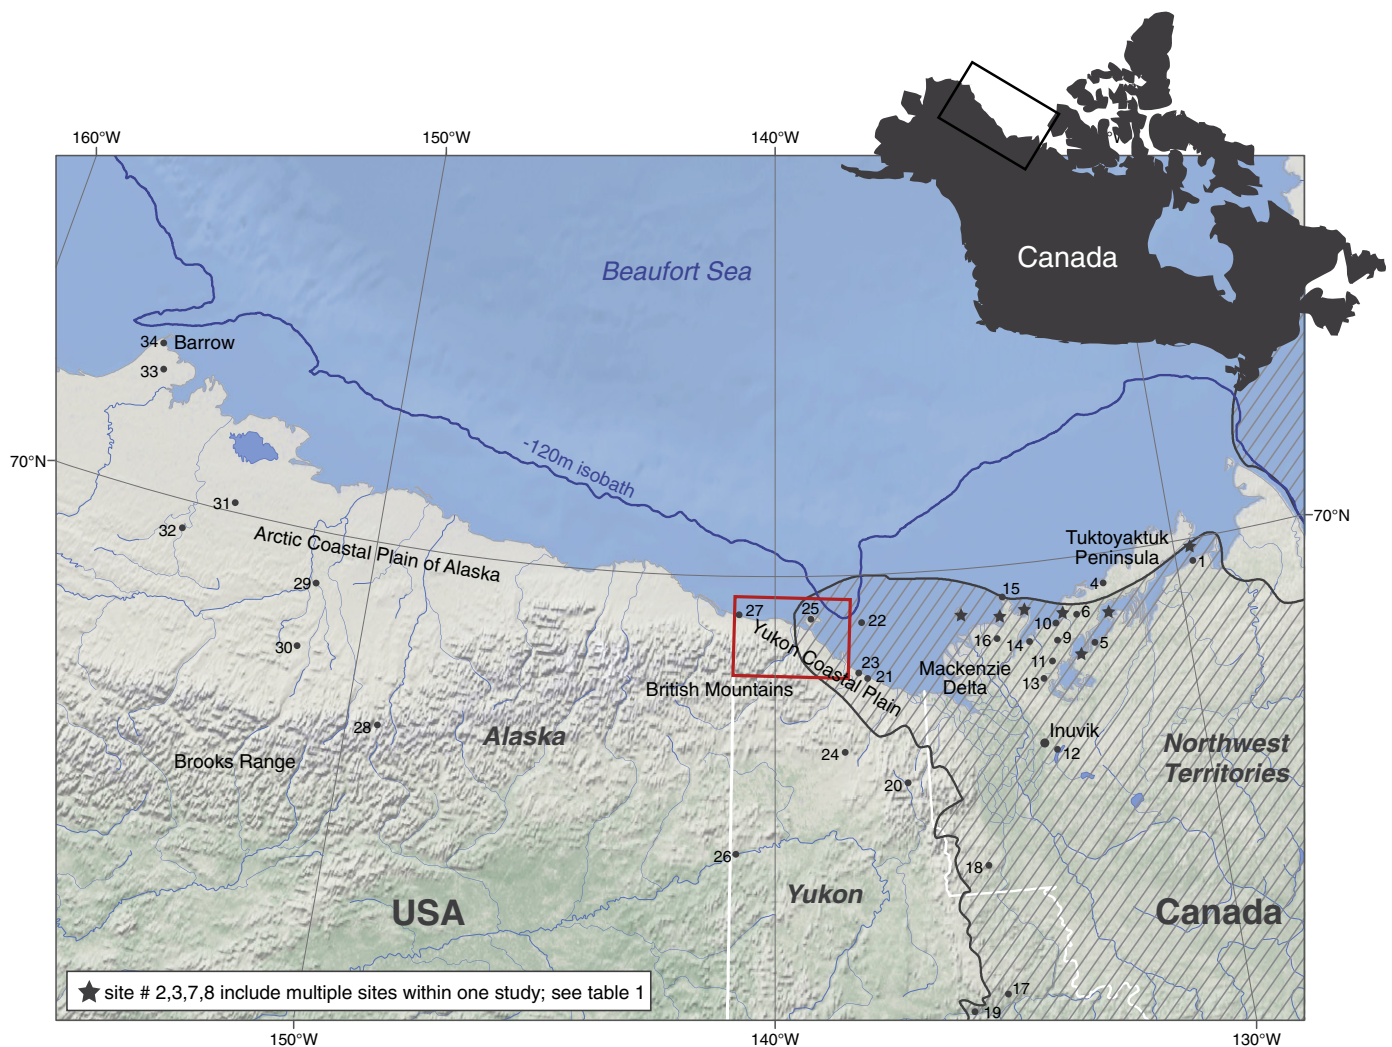 160°W
150°W
140°W
Canada
Beaufort Sea
34
Barrow
33
-120m isobath
70°N
70°N
31
32
Arctic Coastal Plain of Alaska
29
30
28
Tuktoyaktuk
Peninsula
1
4
15
6
10
9
5
16
14
11
13
27
25
22
Yukon Coastal Plain
23
21
Mackenzie
Delta
British Mountains
Alaska
Brooks Range
Inuvik
12
Northwest
Territories
24
20
26
18
Yukon
USA
Canada
17
19
★ site # 2,3,7,8 include multiple sites within one study; see table 1
150°W
140°W
130°W